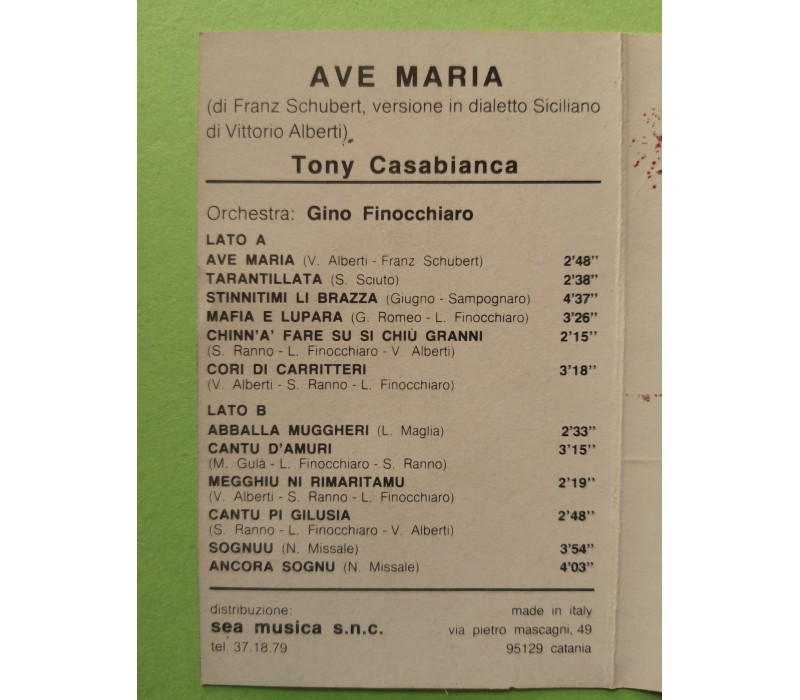 AVE MARIA
(di Franz Schubert, versione in dialetto Siciliano
di Vittorio Alberti)
Tony Casabianca
Orchestra: Gino Finocchiaro
LATO A
AVE MARIA (V. Alberti - Franz Schubert) 2'48"
TARANTILLATA (S. Sciuto) 2'38"
STINNITIMI LI BRAZZA (Giugno - Sampognaro) 4'37"
MAFIA E LUPARA (G. Romeo - L. Finocchiaro) 3'26"
CHINN'A' FARE SU SI CHIÙ GRANNI 2'15"
(S. Ranno - L. Finocchiaro - V. Alberti)
CORI DI CARRITTERI 3'18"
(V. Alberti - S. Ranno - L. Finocchiaro)
LATO B
ABBALLA MUGGHERI (L. Maglia) 2'33"
CANTU D'AMURI 3'15"
(M. Gulà - L. Finocchiaro - S. Ranno)
MEGGHIU NI RIMARITAMU 2'19"
(V. Alberti - S. Ranno - L. Finocchiaro)
CANTU PI GILUSIA 2'48"
(S. Ranno - L. Finocchiaro - V. Alberti)
SOGNUU (N. Missale) 3'54"
ANCORA SOGNU (N. Missale) 4'03"
distribuzione: made in italy
sea musica s.n.c. via pietro mascagni, 49
tel. 37.18.79 95129 catania